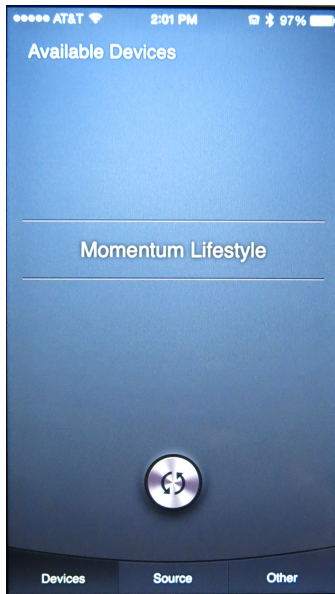 AT&T 2:01 PM 97%
Available Devices
Momentum Lifestyle
Devices Source Other